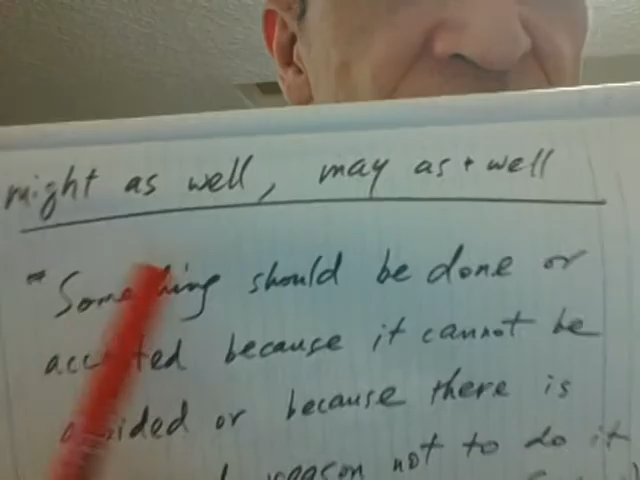 might as well, may as + well
"Something should be done or
accepted because it cannot be
avoided or because there is
reason not to do it